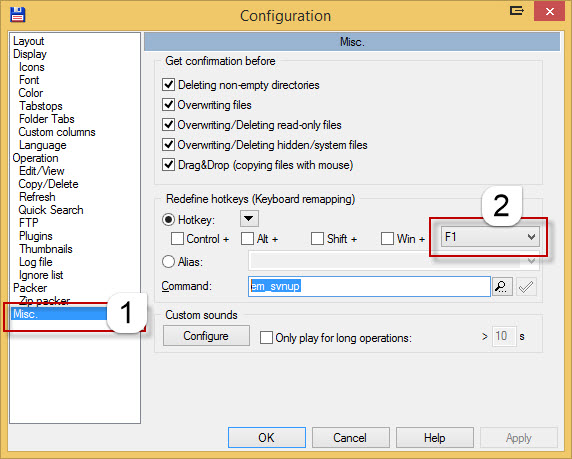 Configuration
Layout
Display
Icons
Font
Color
Tabstops
Folder Tabs
Custom columns
Language
Operation
Edit/View
Copy/Delete
Refresh
Quick Search
FTP
Plugins
Thumbnails
Log file
Ignore list
Packer
Zip packer
Misc.
1
Misc.
Get confirmation before
Deleting non-empty directories
Overwriting files
Overwriting/Deleting read-only files
Overwriting/Deleting hidden/system files
Drag&Drop (copying files with mouse)
Redefine hotkeys (Keyboard remapping)
2
Hotkey:
Control + Alt + Shift + Win + F1
Alias:
Command: em_svnup
Custom sounds
Configure Only play for long operations: > 10 s
OK Cancel Help Apply